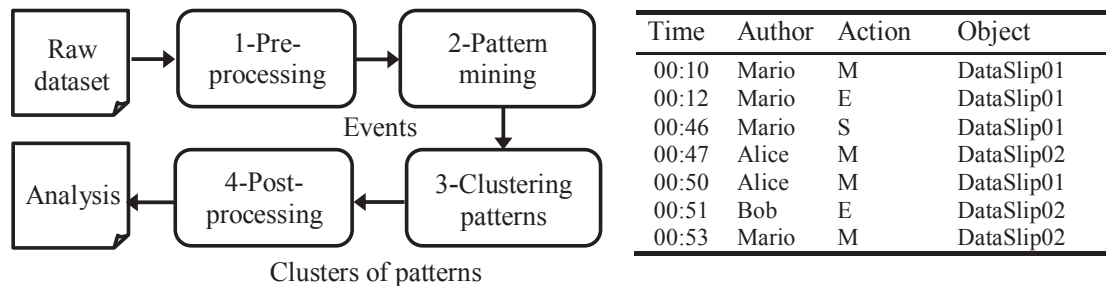 Raw
dataset
1-Pre-
processing
2-Pattern
mining
Events
Analysis
4-Post-
processing
3-Clustering
patterns
Clusters of patterns
Time Author Action Object
00:10 Mario M DataSlip01
00:12 Mario E DataSlip01
00:46 Mario S DataSlip01
00:47 Alice M DataSlip02
00:50 Alice M DataSlip01
00:51 Bob E DataSlip02
00:53 Mario M DataSlip02